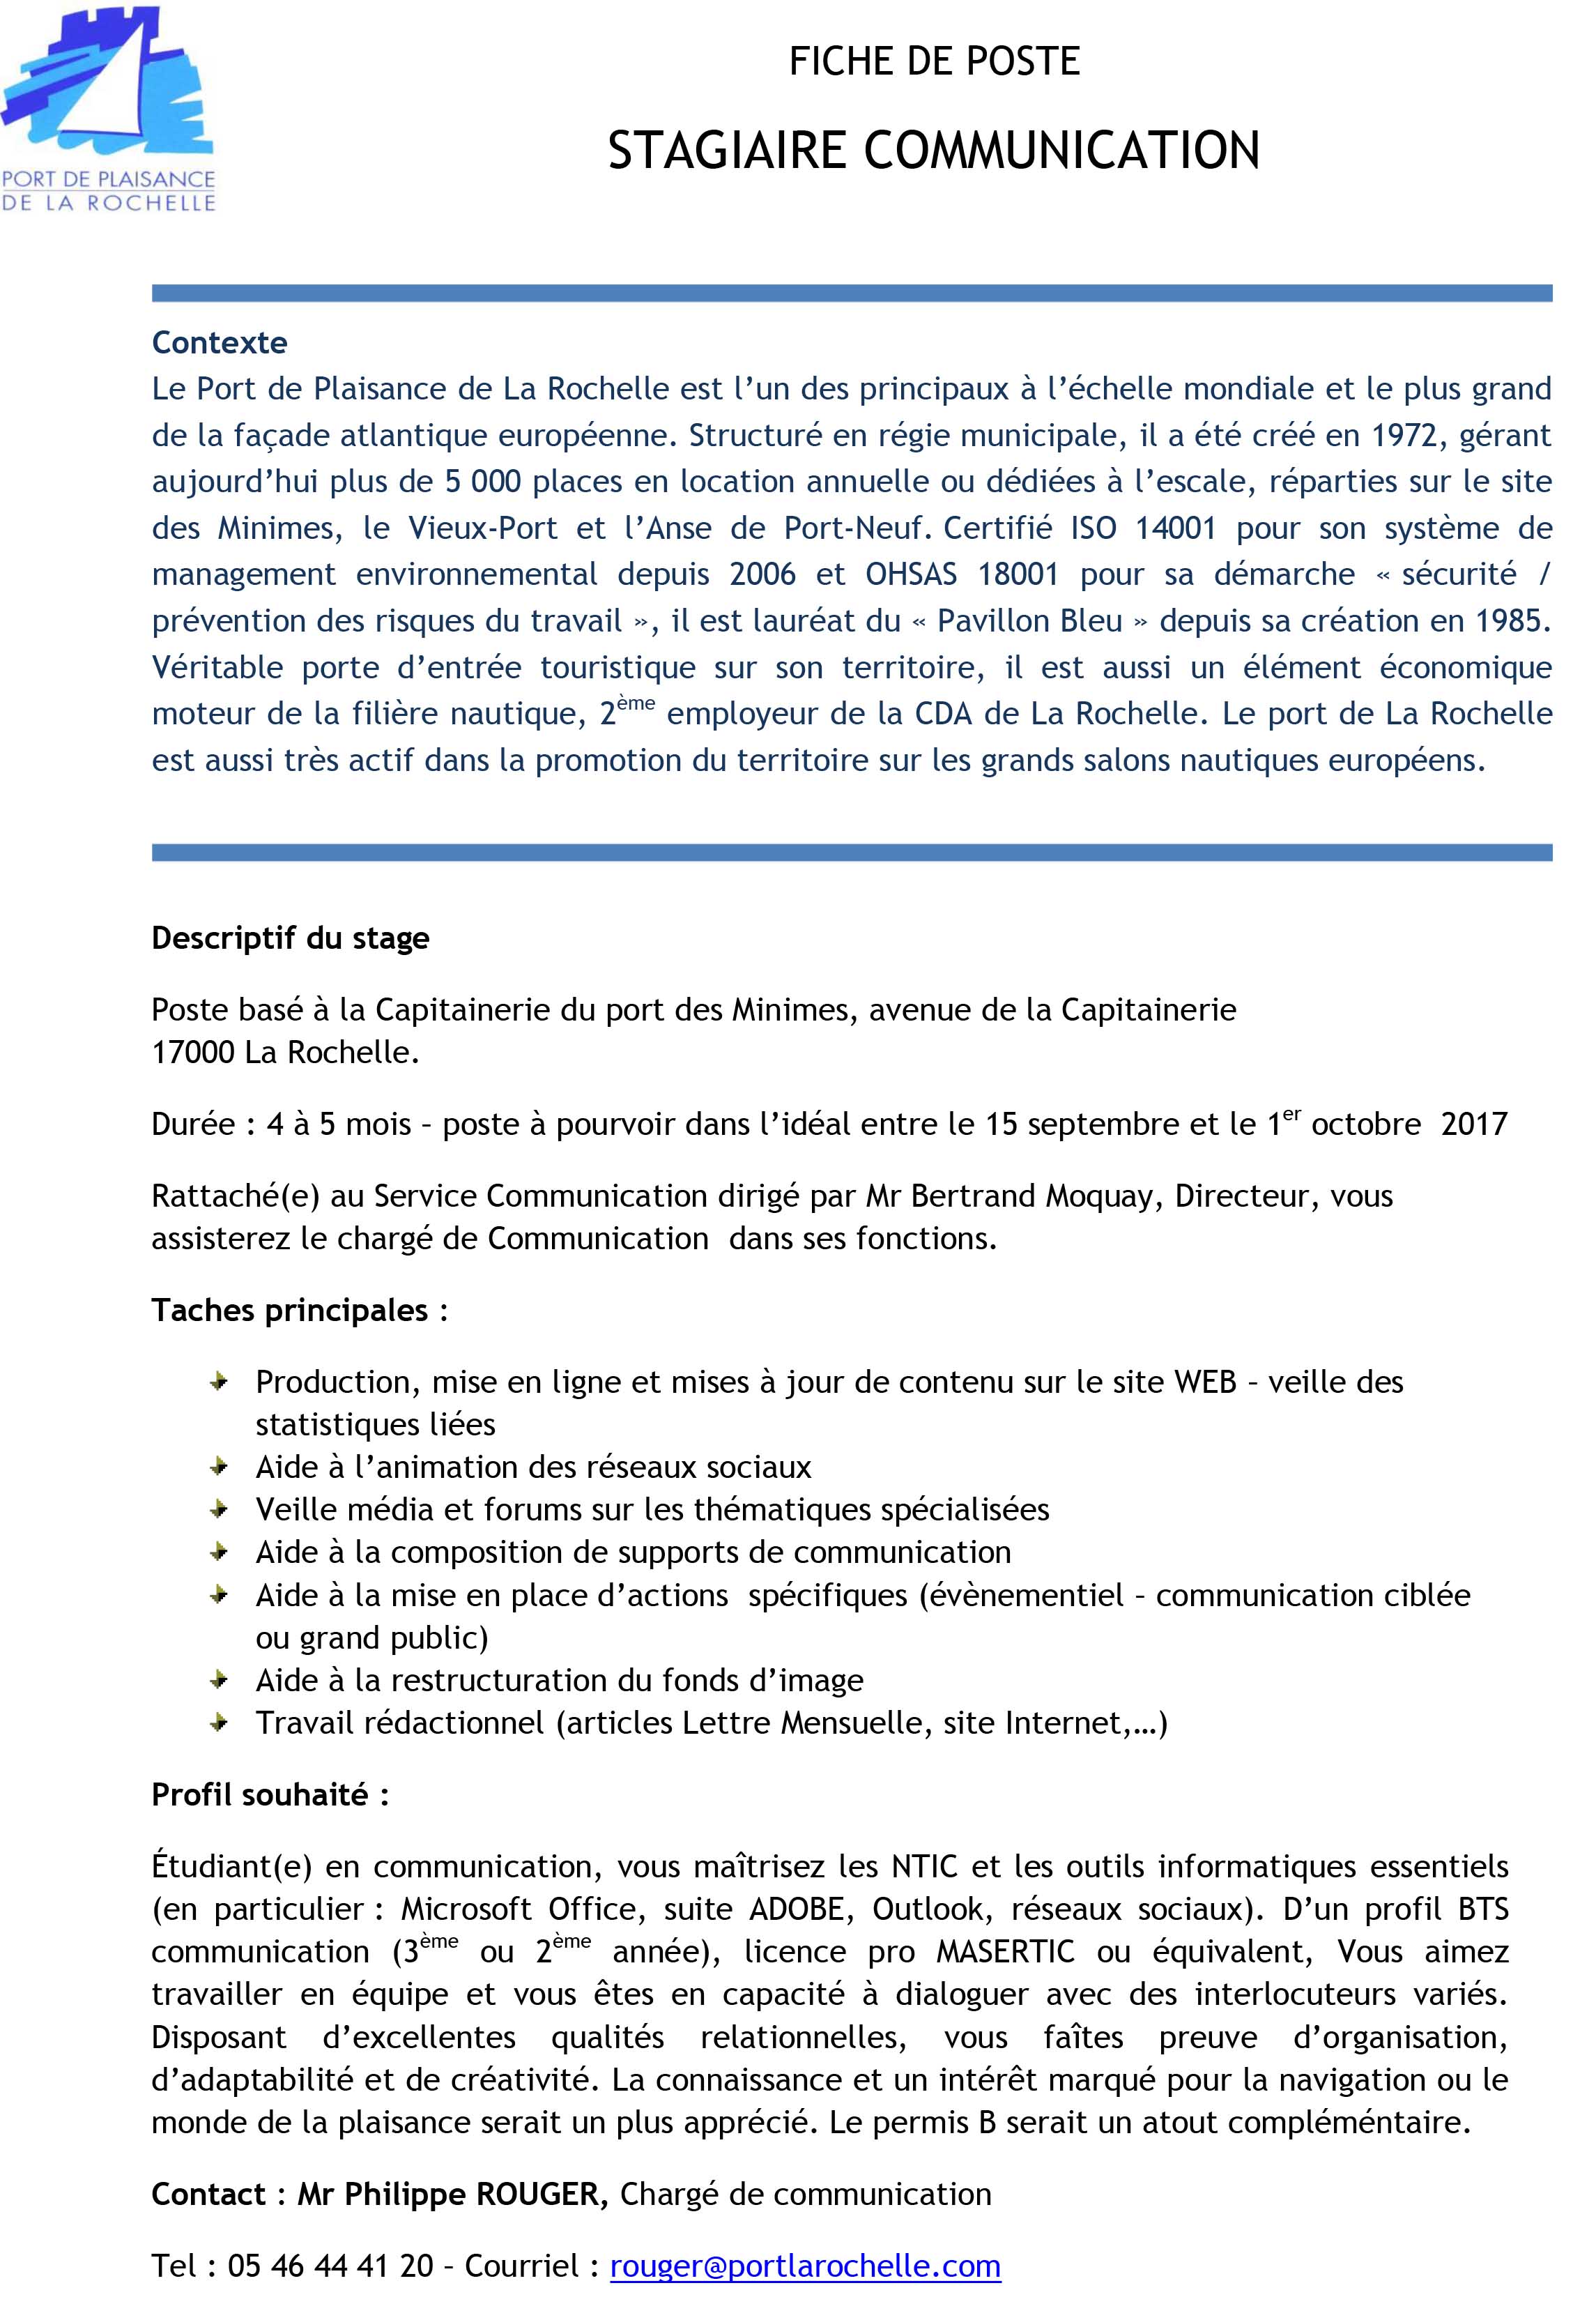 PORT DE PLAISANCE
DE LA ROCHELLE
FICHE DE POSTE
STAGIAIRE COMMUNICATION
Contexte
Le Port de Plaisance de La Rochelle est l’un des principaux à l’échelle mondiale et le plus grand
de la façade atlantique européenne. Structuré en régie municipale, il a été créé en 1972, gérant
aujourd’hui plus de 5 000 places en location annuelle ou dédiées à l’escale, réparties sur le site
des Minimes, le Vieux-Port et l’Anse de Port-Neuf. Certifié ISO 14001 pour son système de
management environnemental depuis 2006 et OHSAS 18001 pour sa démarche « sécurité /
prévention des risques du travail », il est lauréat du « Pavillon Bleu » depuis sa création en 1985.
Véritable porte d’entrée touristique sur son territoire, il est aussi un élément économique
moteur de la filière nautique, 2ème employeur de la CDA de La Rochelle. Le port de La Rochelle
est aussi très actif dans la promotion du territoire sur les grands salons nautiques européens.
Descriptif du stage
Poste basé à la Capitainerie du port des Minimes, avenue de la Capitainerie
17000 La Rochelle.
Durée : 4 à 5 mois – poste à pourvoir dans l’idéal entre le 15 septembre et le 1er octobre 2017
Rattaché(e) au Service Communication dirigé par Mr Bertrand Moquay, Directeur, vous
assisterez le chargé de Communication dans ses fonctions.
Taches principales :
Production, mise en ligne et mises à jour de contenu sur le site WEB – veille des
statistiques liées
Aide à l’animation des réseaux sociaux
Veille média et forums sur les thématiques spécialisées
Aide à la composition de supports de communication
Aide à la mise en place d’actions spécifiques (évènementiel – communication ciblée
ou grand public)
Aide à la restructuration du fonds d’image
Travail rédactionnel (articles Lettre Mensuelle, site Internet,…)
Profil souhaité :
Étudiant(e) en communication, vous maîtrisez les NTIC et les outils informatiques essentiels
(en particulier : Microsoft Office, suite ADOBE, Outlook, réseaux sociaux). D’un profil BTS
communication (3ème ou 2ème année), licence pro MASERTIC ou équivalent, Vous aimez
travailler en équipe et vous êtes en capacité à dialoguer avec des interlocuteurs variés.
Disposant d’excellentes qualités relationnelles, vous faîtes preuve d’organisation,
d’adaptabilité et de créativité. La connaissance et un intérêt marqué pour la navigation ou le
monde de la plaisance serait un plus apprécié. Le permis B serait un atout compléméntaire.
Contact : Mr Philippe ROUGER, Chargé de communication
Tel : 05 46 44 41 20 – Courriel : rouger@portlarochelle.com